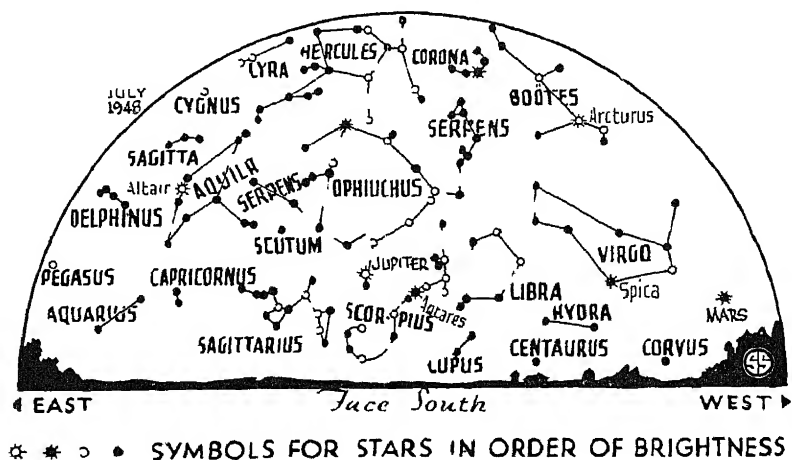 HERCULES
CORONA
LYRA
JULY
1948
CYGNUS
BOOTES
Arcturus
SERPENS
SAGITTA
Altair
AQUILA
SERPENS
OPHIUCHUS
DELPHINUS
SCUTUM
VIRGO
PEGASUS
CAPRICORNUS
JUPITER
Spica
AQUARIUS
SCORPIUS
Antares
LIBRA
HYDRA
MARS
SAGITTARIUS
LUPUS
CENTAURUS
CORVUS
SS
EAST
Face South
WEST
SYMBOLS FOR STARS IN ORDER OF BRIGHTNESS